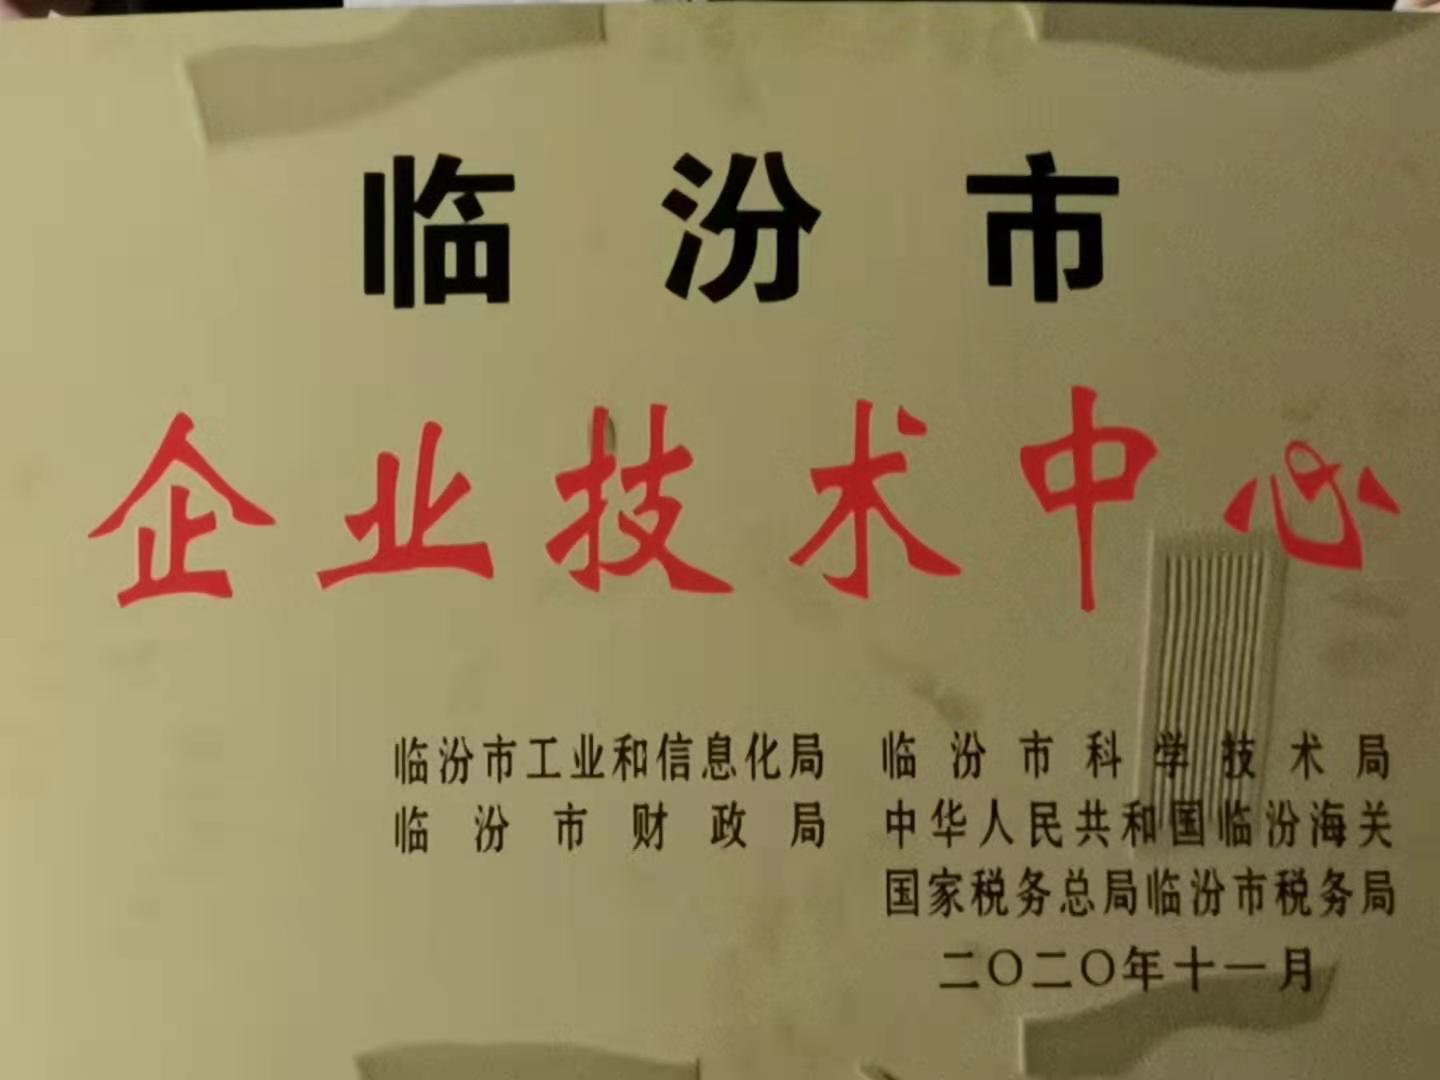 临汾市
企业技术中心
临汾市工业和信息化局 临汾市科学技术局
临汾市财政局 中华人民共和国临汾海关
国家税务总局临汾市税务局
二〇二〇年十一月